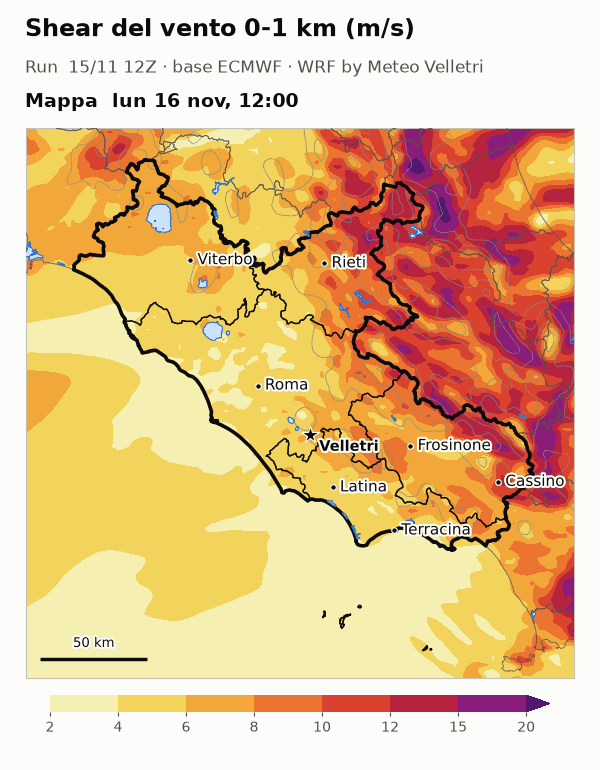 Shear del vento 0-1 km (m/s)
Run  15/11 12Z · base ECMWF · WRF by Meteo Velletri
Mappa  lun 16 nov, 12:00
Viterbo
Rieti
Roma
Velletri
Frosinone
Latina
Cassino
Terracina
50 km
2 4 6 8 10 12 15 20